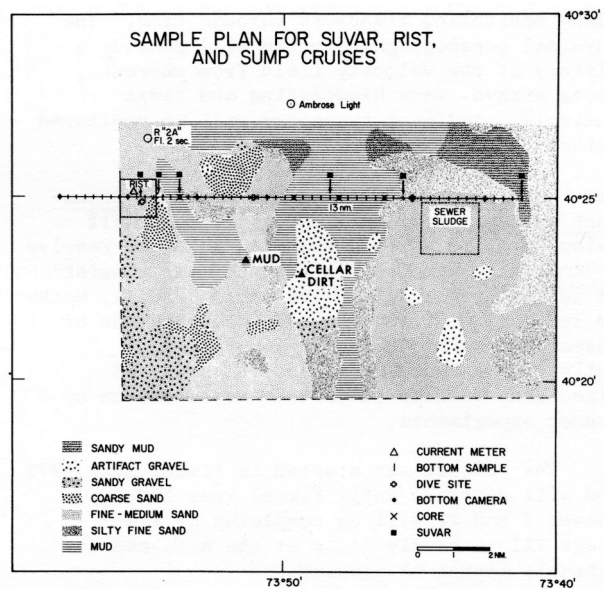 SAMPLE PLAN FOR SUVAR, RIST,
AND SUMP CRUISES
40°30'
Ambrose Light
R "2A"
Fl. 2 sec.
RIST
13 nm.
40°25'
SEWER
SLUDGE
MUD
CELLAR
DIRT
40°20'
SANDY MUD
ARTIFACT GRAVEL
SANDY GRAVEL
COARSE SAND
FINE-MEDIUM SAND
SILTY FINE SAND
MUD
CURRENT METER
BOTTOM SAMPLE
DIVE SITE
BOTTOM CAMERA
CORE
SUVAR
0 1 2 NM.
73°50'
73°40'